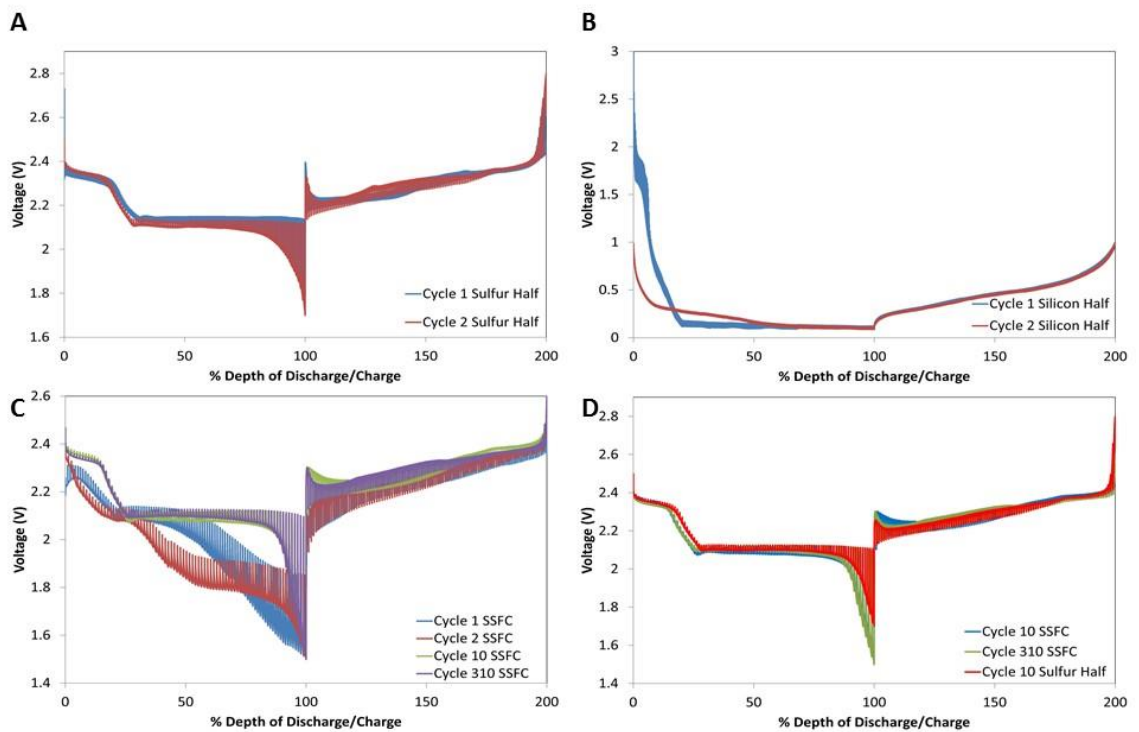 A
2.8
2.6
2.4
2.2
2
1.8
1.6
Voltage (V)
0
50
100
150
200
% Depth of Discharge/Charge
Cycle 1 Sulfur Half
Cycle 2 Sulfur Half
B
3
2.5
2
1.5
1
0.5
0
Voltage (V)
0
50
100
150
200
% Depth of Discharge/Charge
Cycle 1 Silicon Half
Cycle 2 Silicon Half
C
2.6
2.4
2.2
2
1.8
1.6
1.4
Voltage (V)
0
50
100
150
200
% Depth of Discharge/Charge
Cycle 1 SSFC
Cycle 2 SSFC
Cycle 10 SSFC
Cycle 310 SSFC
D
2.8
2.6
2.4
2.2
2
1.8
1.6
1.4
Voltage (V)
0
50
100
150
200
% Depth of Discharge/Charge
Cycle 10 SSFC
Cycle 310 SSFC
Cycle 10 Sulfur Half